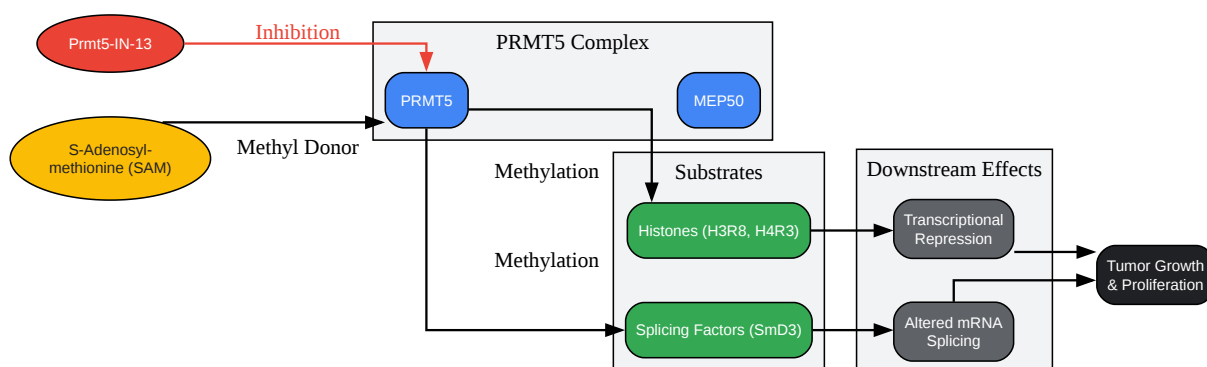 Prmt5-IN-13
Inhibition
PRMT5 Complex
PRMT5
MEP50
S-Adenosyl-
methionine (SAM)
Methyl Donor
Methylation
Substrates
Downstream Effects
Histones (H3R8, H4R3)
Transcriptional
Repression
Methylation
Tumor Growth
& Proliferation
Splicing Factors (SmD3)
Altered mRNA
Splicing